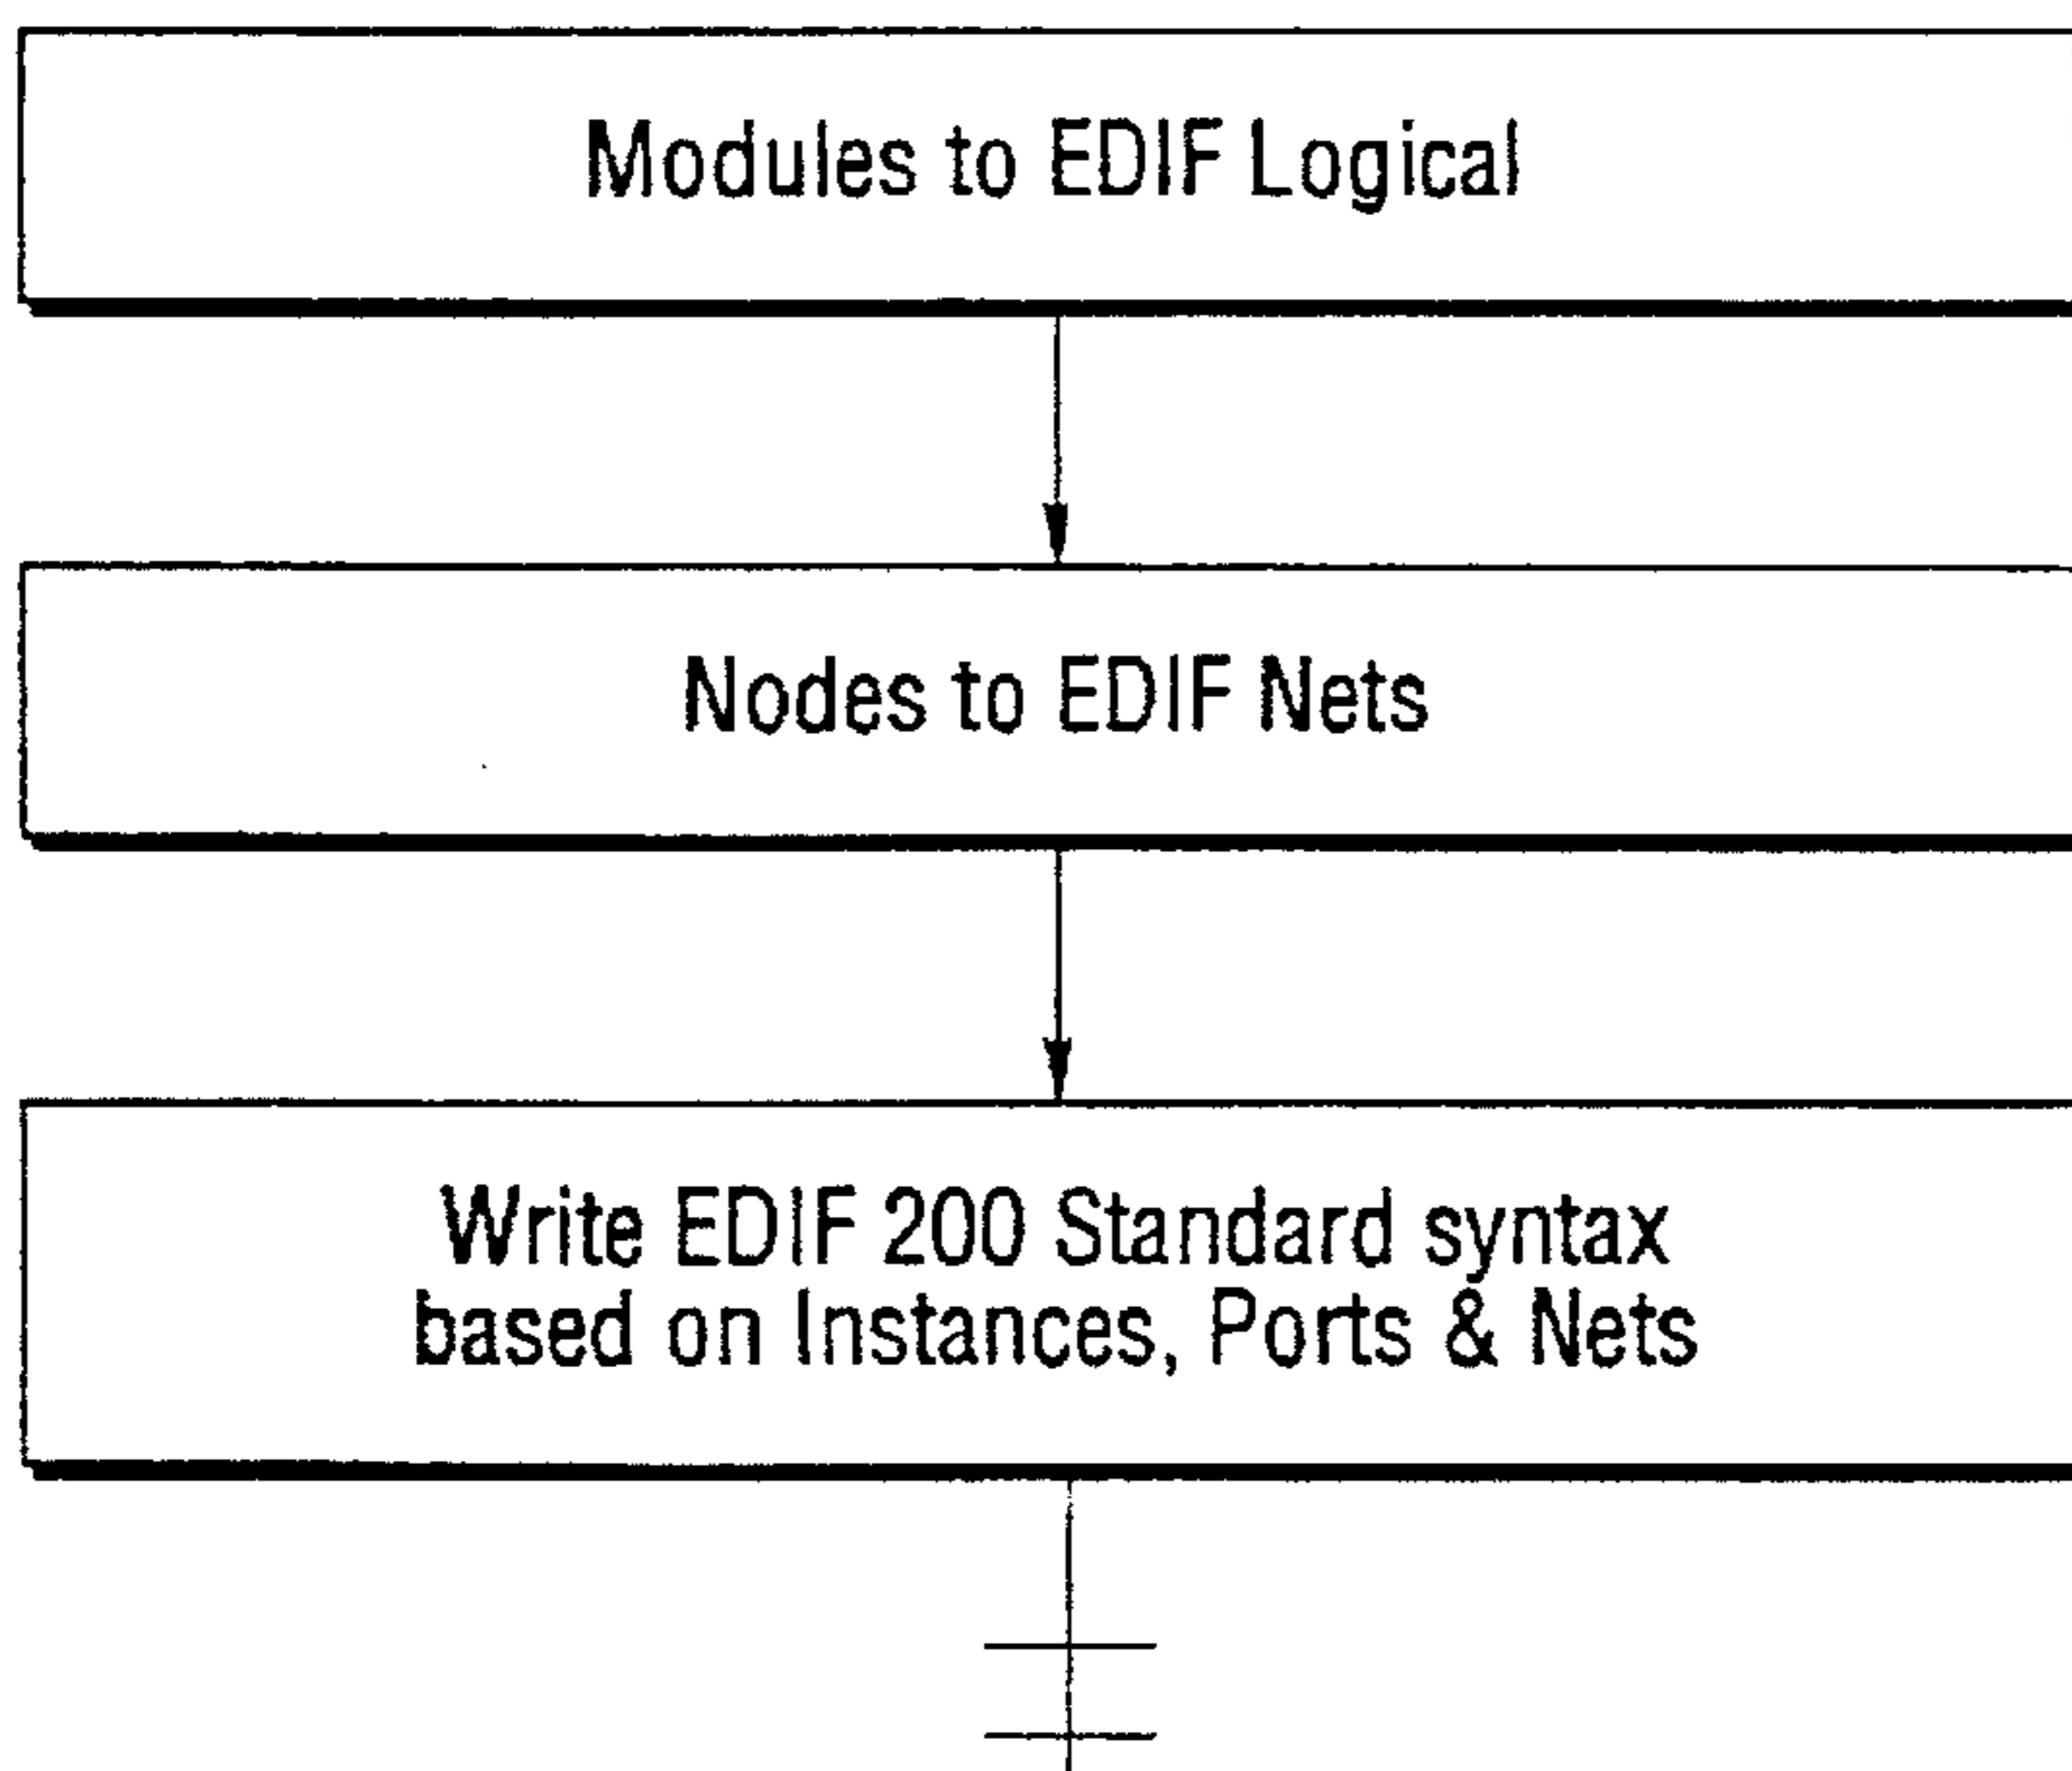 Modules to EDIF Logical
Nodes to EDIF Nets
Write EDIF 200 Standard syntax
based on Instances, Ports & Nets